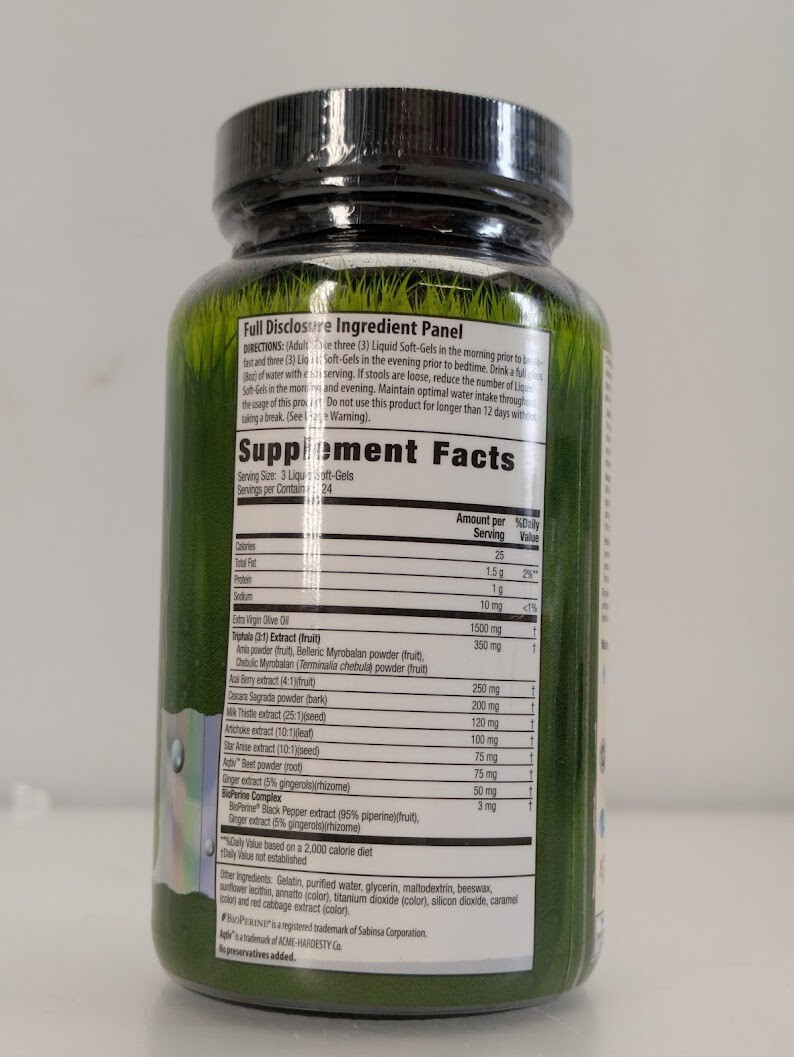 Full Disclosure Ingredient Panel
DIRECTIONS: (Adult) Take three (3) Liquid Soft-Gels in the morning prior to break-
fast and three (3) Liquid Soft-Gels in the evening prior to bedtime. Drink a full glass
(8oz) of water with each serving. If stools are loose, reduce the number of Liquid
Soft-Gels in the morning and evening. Maintain optimal water intake throughout
the usage of this product. Do not use this product for longer than 12 days without
taking a break. (See Usage Warning).
Supplement Facts
Serving Size: 3 Liquid Soft-Gels
Servings per Container: 24
Amount per Serving %Daily Value
Calories 25
Total Fat 1.5 g 2%**
Protein 1 g
Sodium 10 mg <1%
Extra Virgin Olive Oil 1500 mg †
Triphala (3:1) Extract (fruit) 350 mg †
Amla powder (fruit), Belleric Myrobalan powder (fruit),
Chebulic Myrobalan (Terminalia chebula) powder (fruit)
Acai Berry extract (4:1)(fruit) 250 mg †
Cascara Sagrada powder (bark) 200 mg †
Milk Thistle extract (25:1)(seed) 120 mg †
Artichoke extract (10:1)(leaf) 100 mg †
Star Anise extract (10:1)(seed) 75 mg †
Aqtiv™ Beet powder (root) 75 mg †
Ginger extract (5% gingerols)(rhizome) 50 mg †
BioPerine Complex 3 mg †
BioPerine® Black Pepper extract (95% piperine)(fruit),
Ginger extract (5% gingerols)(rhizome)
**%Daily Value based on a 2,000 calorie diet
†Daily Value not established
Other Ingredients: Gelatin, purified water, glycerin, maltodextrin, beeswax,
sunflower lecithin, annatto (color), titanium dioxide (color), silicon dioxide, caramel
(color) and red cabbage extract (color).
BIOPERINE® is a registered trademark of Sabinsa Corporation.
Aqtiv™ is a trademark of ACME-HARDESTY Co.
No preservatives added.